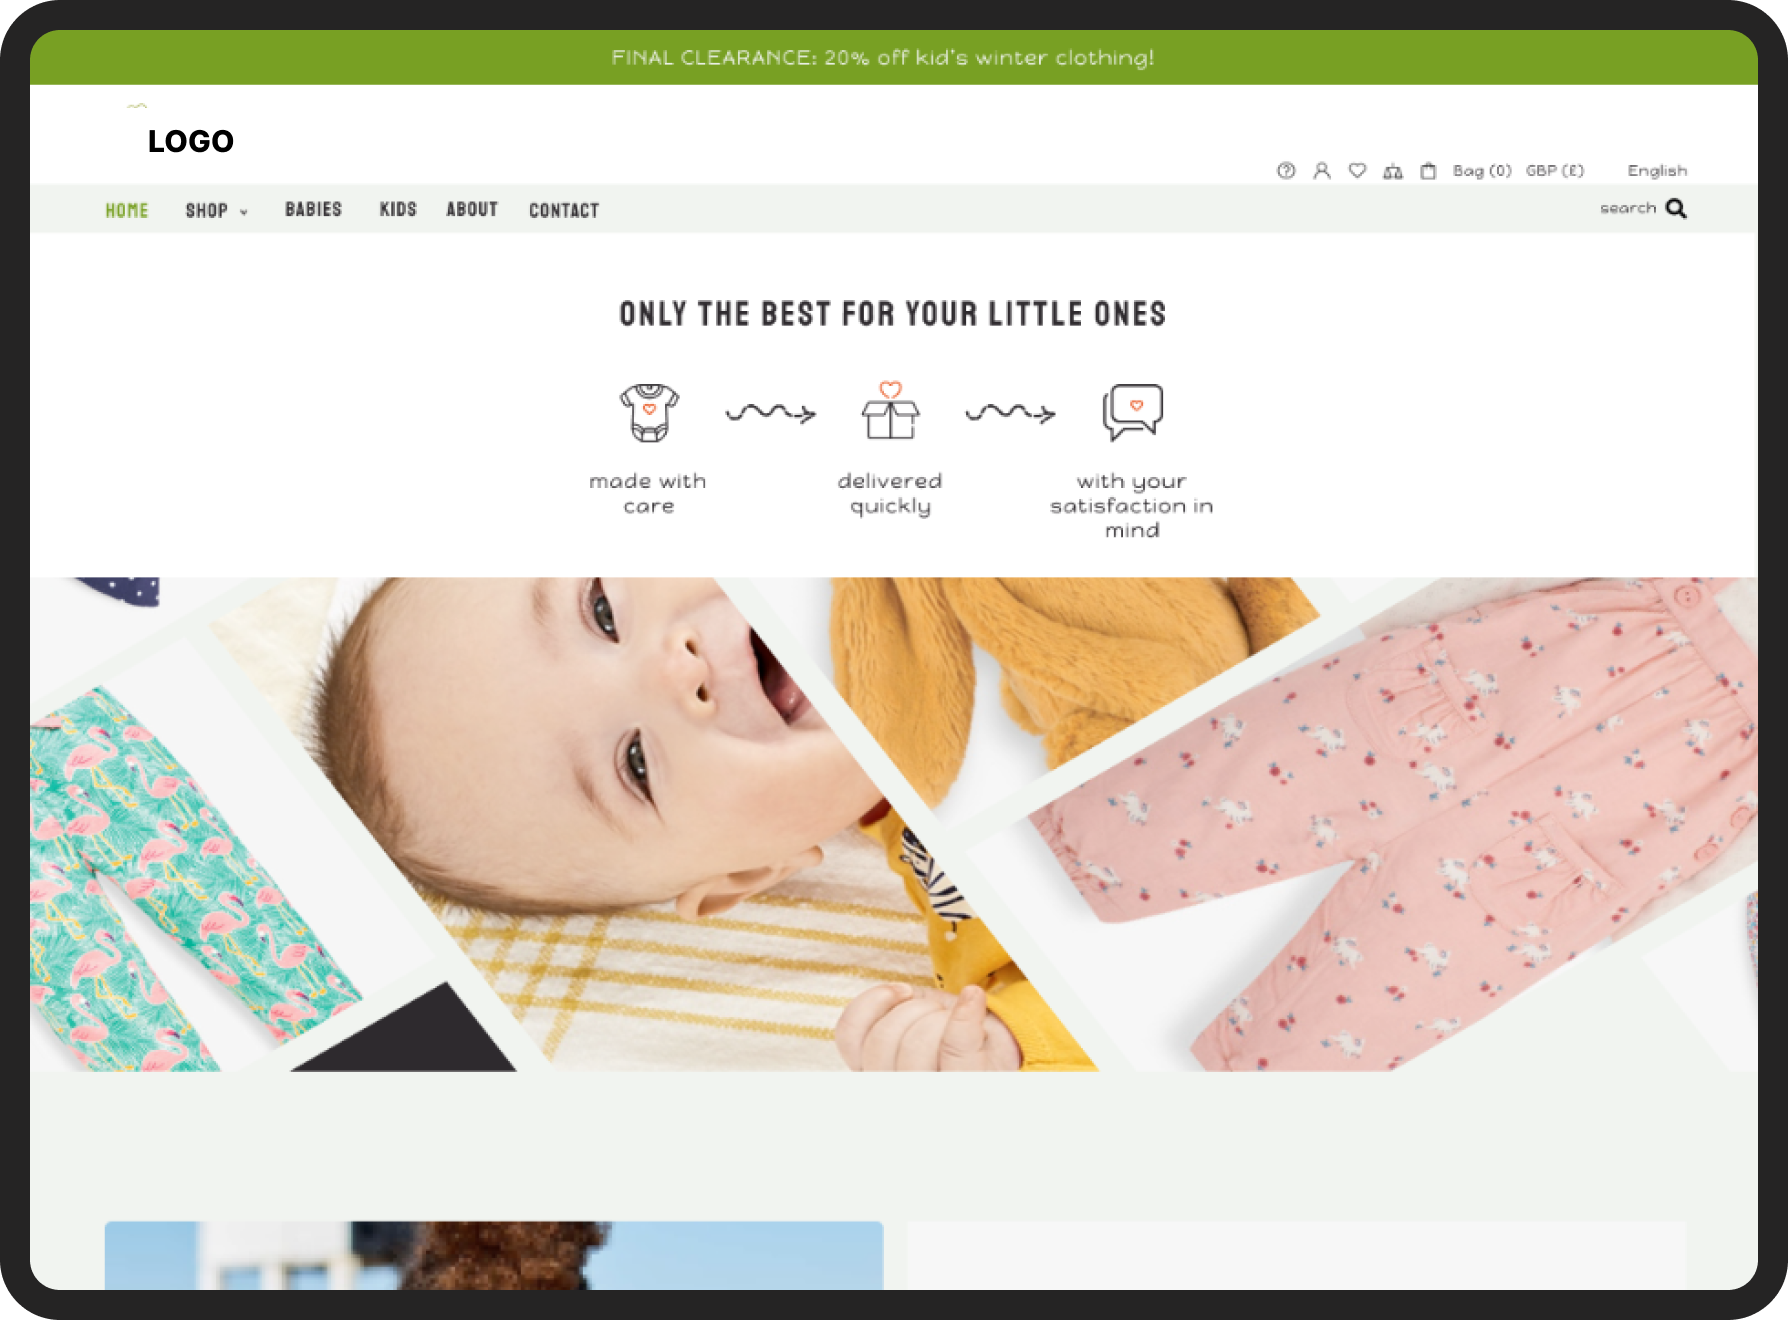 FINAL CLEARANCE: 20% off kid's winter clothing!
LOGO
Bag (0) GBP (£) English
HOME SHOP BABIES KIDS ABOUT CONTACT
search
ONLY THE BEST FOR YOUR LITTLE ONES
made with
care
delivered
quickly
with your
satisfaction in
mind